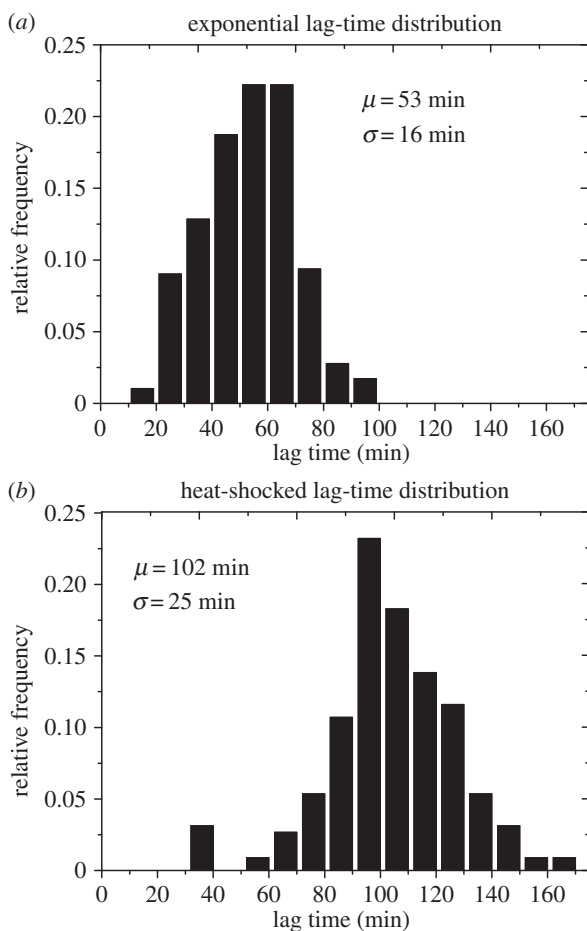 (a) exponential lag-time distribution
0.25
0.20
0.15
0.10
0.05
0
relative frequency
μ = 53 min
σ = 16 min
0 20 40 60 80 100 120 140 160
lag time (min)
(b) heat-shocked lag-time distribution
0.25
0.20
0.15
0.10
0.05
0
relative frequency
μ = 102 min
σ = 25 min
0 20 40 60 80 100 120 140 160
lag time (min)